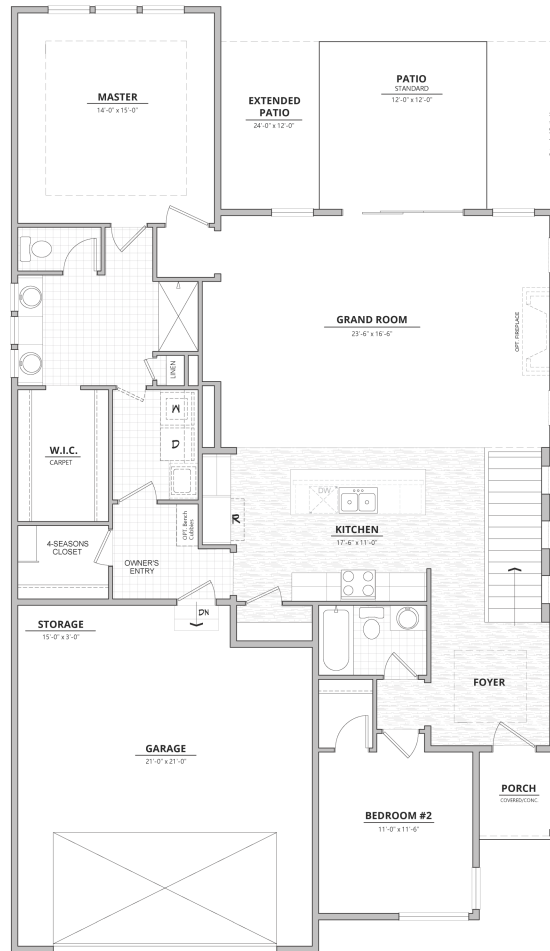 MASTER
14'-0" x 15'-0"
EXTENDED
PATIO
24'-0" x 12'-0"
PATIO
STANDARD
12'-0" x 12'-0"
GRAND ROOM
23'-6" x 16'-6"
OPT. FIREPLACE
LINEN
W
D
W.I.C.
CARPET
DW
R
KITCHEN
17'-6" x 11'-0"
OPT. Bench
Cubbies
4-SEASONS
CLOSET
OWNER'S
ENTRY
DN
STORAGE
15'-0" x 3'-0"
FOYER
GARAGE
21'-0" x 21'-0"
PORCH
COVERED/CONC.
BEDROOM #2
11'-0" x 11'-6"